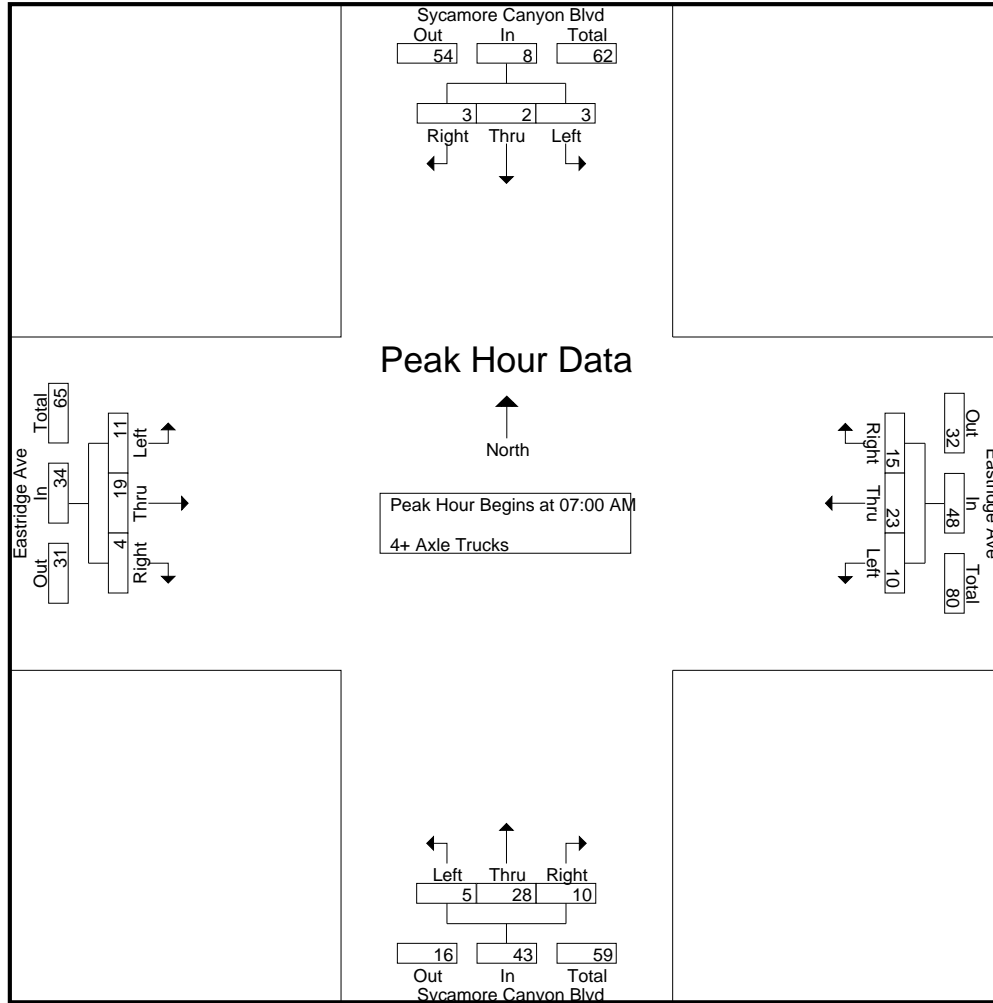 Sycamore Canyon Blvd
Out In Total
54 8 62
3 2 3
Right Thru Left
Peak Hour Data
North
Peak Hour Begins at 07:00 AM
4+ Axle Trucks
Eastridge Ave
Out In Total
31 34 65
Left Thru Right
11 19 4
Eastridge Ave
Out In Total
32 48 80
Right Thru Left
15 23 10
Left Thru Right
5 28 10
16 43 59
Out In Total
Sycamore Canyon Blvd